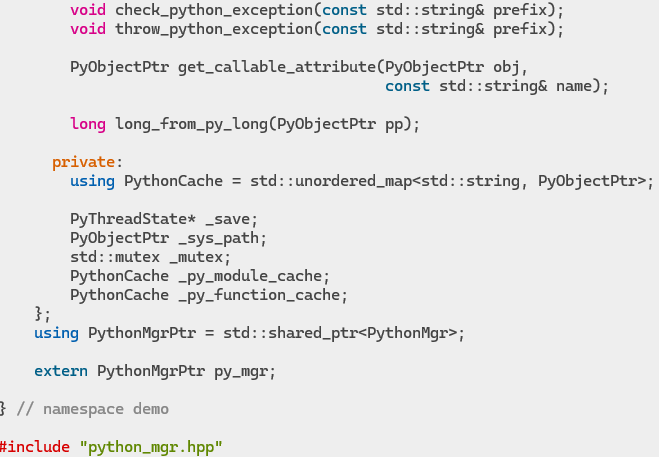 void check_python_exception(const std::string& prefix);
void throw_python_exception(const std::string& prefix);
PyObjectPtr get_callable_attribute(PyObjectPtr obj,
const std::string& name);
long long_from_py_long(PyObjectPtr pp);
private:
using PythonCache = std::unordered_map<std::string, PyObjectPtr>;
PyThreadState* _save;
PyObjectPtr _sys_path;
std::mutex _mutex;
PythonCache _py_module_cache;
PythonCache _py_function_cache;
};
using PythonMgrPtr = std::shared_ptr<PythonMgr>;
extern PythonMgrPtr py_mgr;
} // namespace demo
#include "python_mgr.hpp"